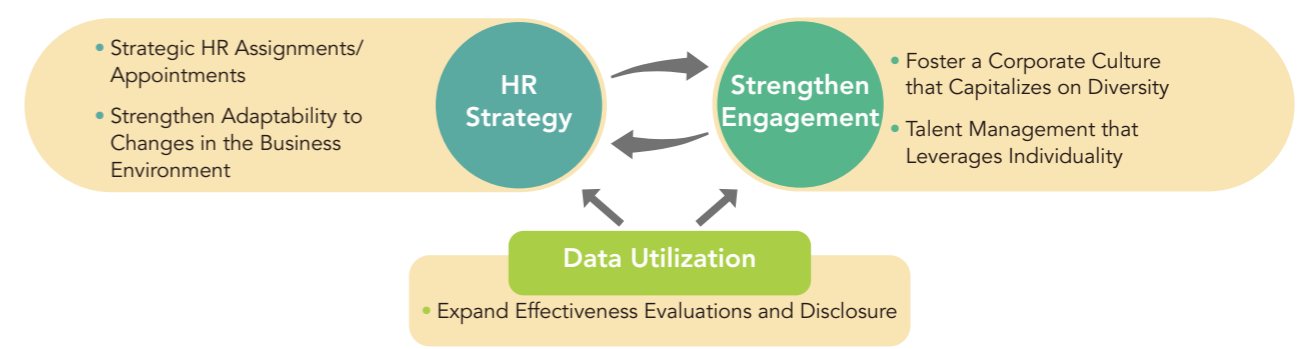 • Strategic HR Assignments/
Appointments
• Strengthen Adaptability to
Changes in the Business
Environment
HR
Strategy
Strengthen
Engagement
• Foster a Corporate Culture
that Capitalizes on Diversity
• Talent Management that
Leverages Individuality
Data Utilization
• Expand Effectiveness Evaluations and Disclosure